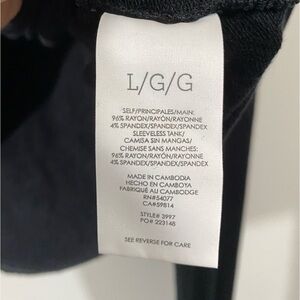 L/G/G
SELF/PRINCIPALES/MAIN:
96% RAYON/RAYÓN/RAYONNE
4% SPANDEX/SPANDEX/SPANDEX
SLEEVELESS TANK/
CAMISA SIN MANGAS/
CHEMISE SANS MANCHES:
96% RAYON/RAYÓN/RAYONNE
4% SPANDEX/SPANDEX/SPANDEX
MADE IN CAMBODIA
HECHO EN CAMBOYA
FABRIQUÉ AU CAMBODGE
RN#54077
CA#59814
STYLE# 3997
PO# 223148
SEE REVERSE FOR CARE